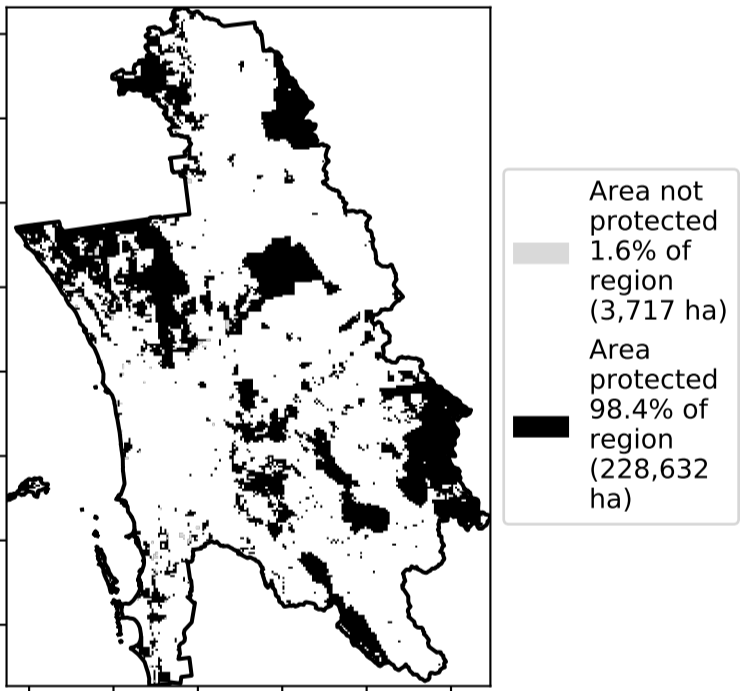 Area not
protected
1.6% of
region
(3,717 ha)
Area
protected
98.4% of
region
(228,632
ha)